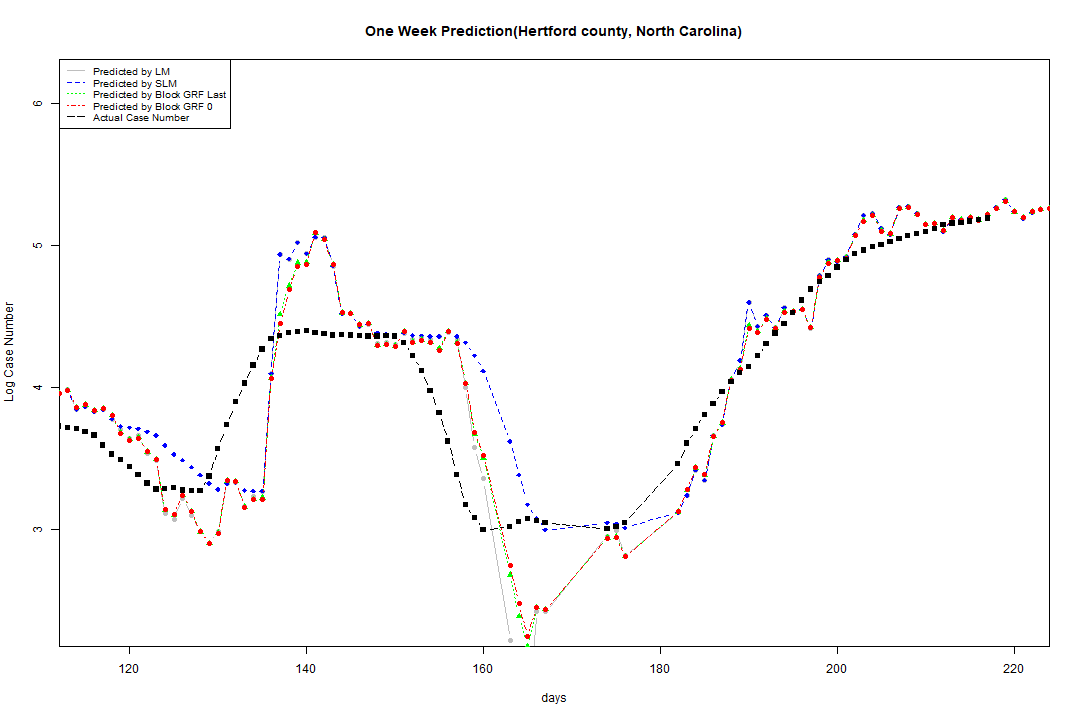 One Week Prediction(Hertford county, North Carolina)
Predicted by LM
Predicted by SLM
Predicted by Block GRF Last
Predicted by Block GRF 0
Actual Case Number
Log Case Number
6
5
4
3
120 140 160 180 200 220
days